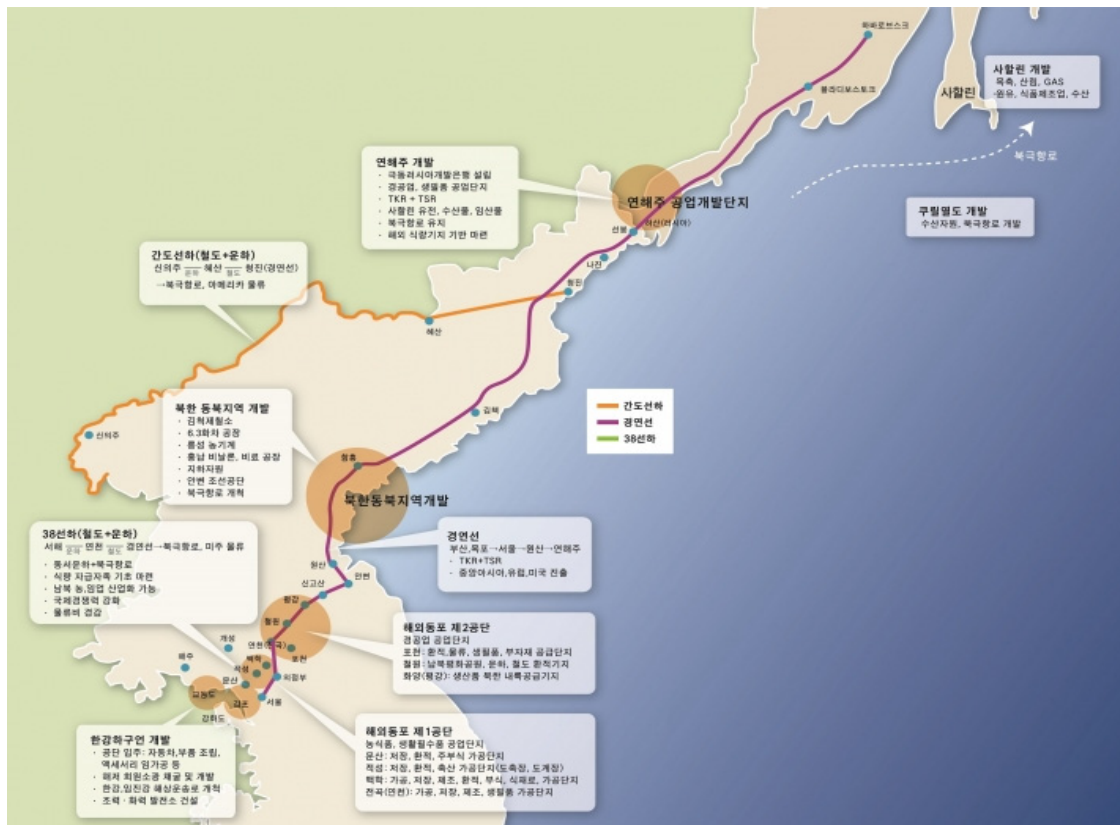 하바로브스크
블라디보스토크
사할린
사할린 개발
목축, 산점, GAS
원유, 식품제조업, 수산
북극항로
쿠릴열도 개발
수산자원, 북극항로 개발
연해주 개발
· 극동러시아개발은행 설립
· 경공업, 생필품 공업단지
· TKR + TSR
· 사할린 유전, 수산물, 임산물
· 북극항로 유지
· 해외 식량기지 기반 마련
연해주 공업개발단지
하산(러시아)
선봉
나진
청진
혜산
간도선하(철도+운하)
신의주 운하 혜산 철도 청진(경연선)
→북극항로, 아메리카 물류
간도선하
경연선
38선하
북한 동북지역 개발
· 김척제철소
· 6.3화차 공장
· 룡성 농기계
· 흥남 비날론, 비료 공장
· 지하자원
· 안변 조선공단
· 북극항로 개척
신의주
김책
함흥
북한동북지역개발
38선하(철도+운하)
서해 운하 연천 철도 경연선→북극항로, 미주 물류
· 동서운하+북극항로
· 식량 자급자족 기초 마련
· 남북 농,임업 산업화 가능
· 국제경쟁력 강화
· 물류비 경감
경연선
부산,목포→서울→원산→연해주
· TKR+TSR
· 중앙아시아,유럽,미국 진출
원산
안변
신고산
평강
철원
연천(전곡)
포천
개성
해주
백학
적성
문산
의정부
교동도
김포
서울
강화도
해외동포 제2공단
경공업 공업단지
포천: 환적,물류, 생필품, 부자재 공급단지
철원: 남북평화공원, 운하, 철도 환적기지
화양(평강): 생산품 북한 내륙공급기지
해외동포 제1공단
농식품, 생활필수품 공업단지
문산: 저장, 환적, 주부식 가공단지
적성: 저장, 환적, 축산 가공단지(도축장, 도계장)
백학: 가공, 저장, 제조, 환적, 부식, 식재료, 가공단지
전곡(연천): 가공, 저장, 제조, 생필품 가공단지
한강하구언 개발
· 공단 입주: 자동차,부품 조립,
액세서리 임가공 등
· 해저 희원소광 채굴 및 개발
· 한강,임진강 해상운송로 개척
· 조력 · 화력 발전소 건설